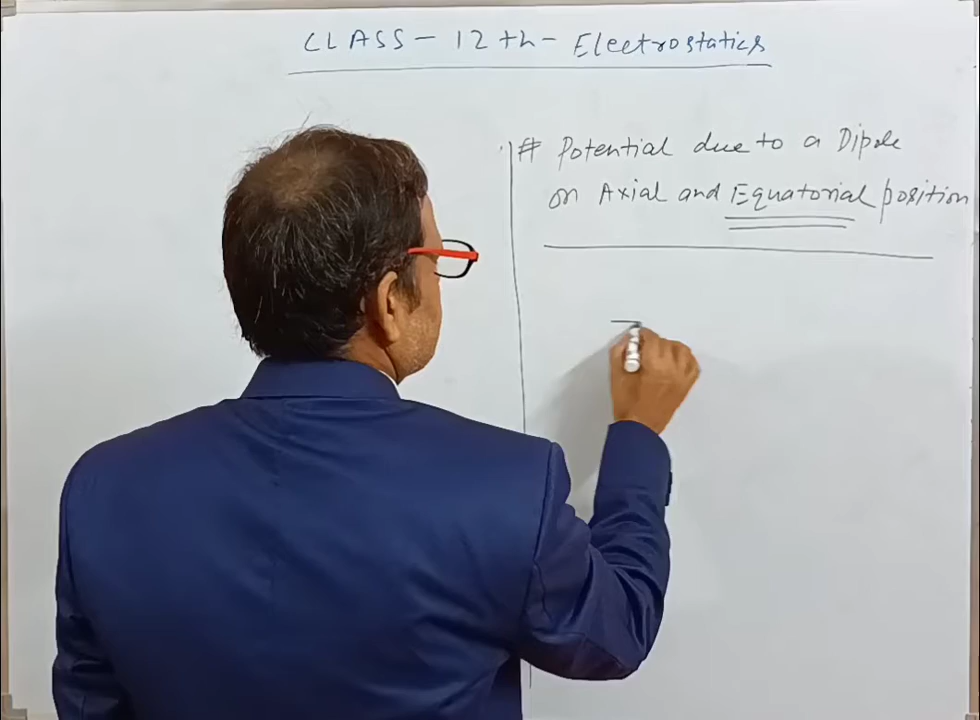 CLASS - 12th - Electrostatics
# Potential due to a Dipole
on Axial and Equatorial position